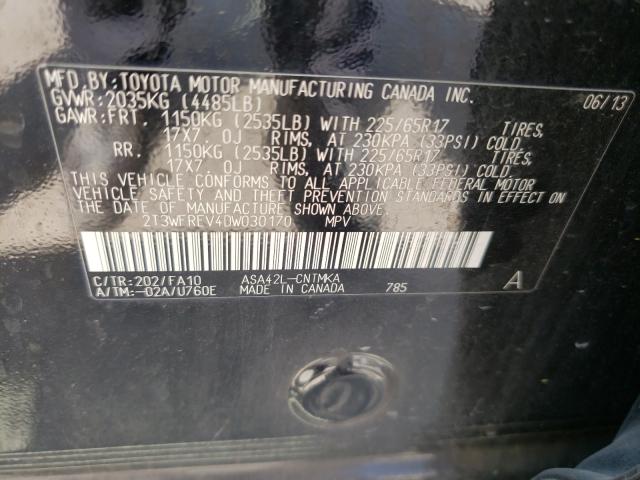 MFD.BY:TOYOTA MOTOR MANUFACTURING CANADA INC. 06/13
GVWR:2035KG (4485LB)
GAWR:FRT. 1150KG (2535LB) WITH 225/65R17 TIRES,
17X7.0J RIMS, AT 230KPA (33PSI) COLD.
RR. 1150KG (2535LB) WITH 225/65R17 TIRES,
17X7.0J RIMS, AT 230KPA (33PSI) COLD.
THIS VEHICLE CONFORMS TO ALL APPLICABLE FEDERAL MOTOR
VEHICLE SAFETY AND THEFT PREVENTION STANDARDS IN EFFECT ON
THE DATE OF MANUFACTURE SHOWN ABOVE.
2T3WFREV4DW030170 MPV
C/TR:202/FA10 ASA42L-CNTMKA A
A/TM:-02A/U760E MADE IN CANADA 785